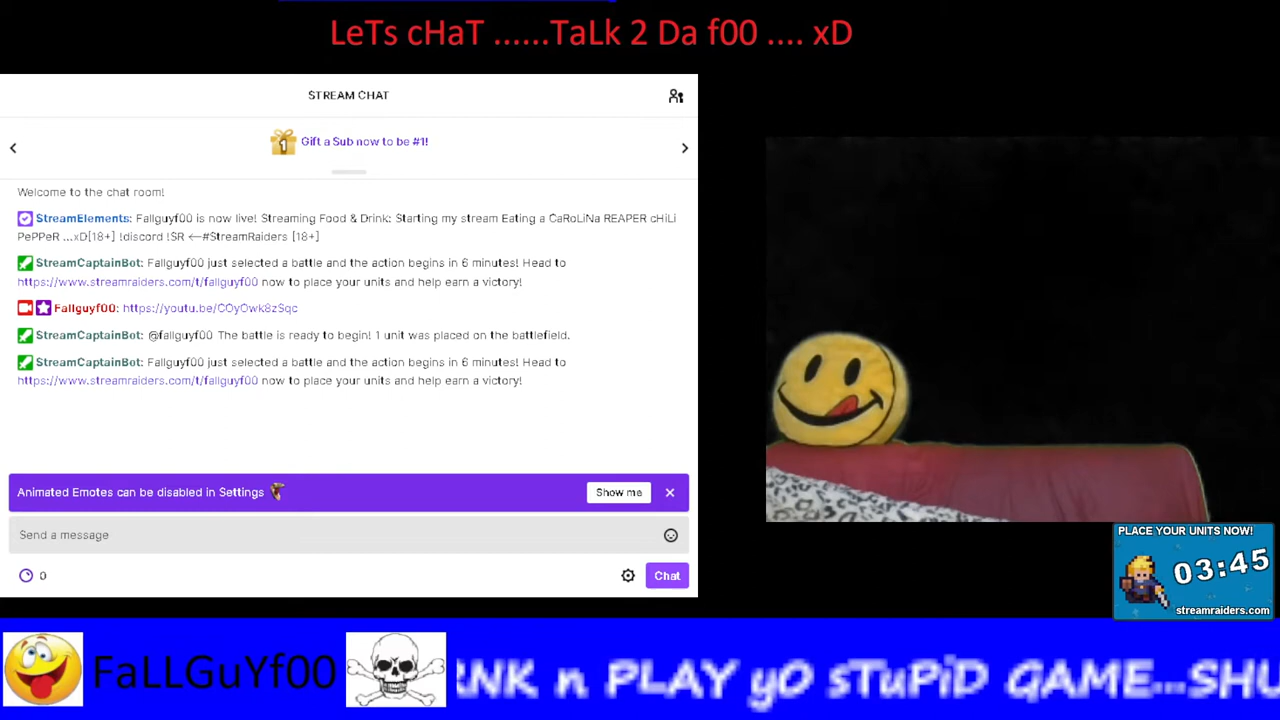 LeTs cHaT ......TaLk 2 Da f00 .... xD
STREAM CHAT
1
Gift a Sub now to be #1!
Welcome to the chat room!
StreamElements: Fallguyf00 is now live! Streaming Food & Drink: Starting my stream Eating a CaRoLiNa REAPER cHiLi
PePPeR ...xD[18+] !discord !SR <--#StreamRaiders [18+]
StreamCaptainBot: Fallguyf00 just selected a battle and the action begins in 6 minutes! Head to
https://www.streamraiders.com/t/fallguyf00 now to place your units and help earn a victory!
Fallguyf00: https://youtu.be/COyOwk8zSqc
StreamCaptainBot: @fallguyf00 The battle is ready to begin! 1 unit was placed on the battlefield.
StreamCaptainBot: Fallguyf00 just selected a battle and the action begins in 6 minutes! Head to
https://www.streamraiders.com/t/fallguyf00 now to place your units and help earn a victory!
Animated Emotes can be disabled in Settings
Show me
Send a message
0
Chat
PLACE YOUR UNITS NOW!
03:45
streamraiders.com
FaLLGuYf00
NK n PLAY yO sTuPiD GAME...SHU